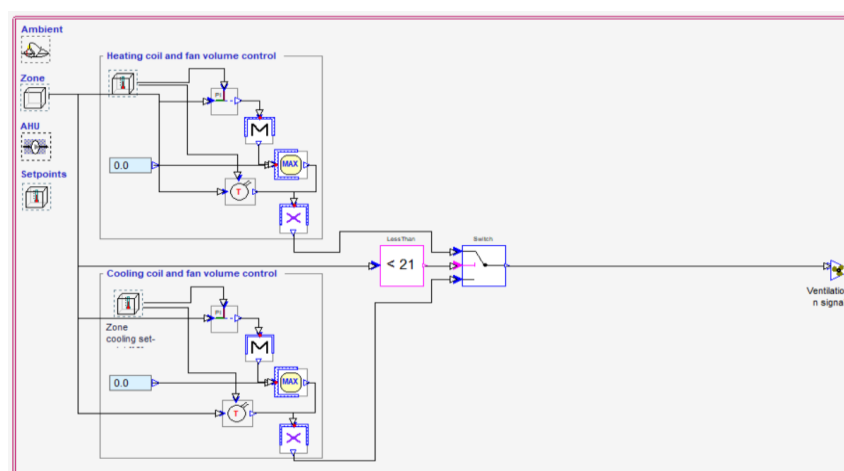 Ambient
Zone
AHU
Setpoints
Heating coil and fan volume control
PI
M
0.0
MAX
T
X
LessThan
< 21
Switch
Ventilatio
n signa
Cooling coil and fan volume control
Zone
cooling set-
PI
M
0.0
MAX
T
X